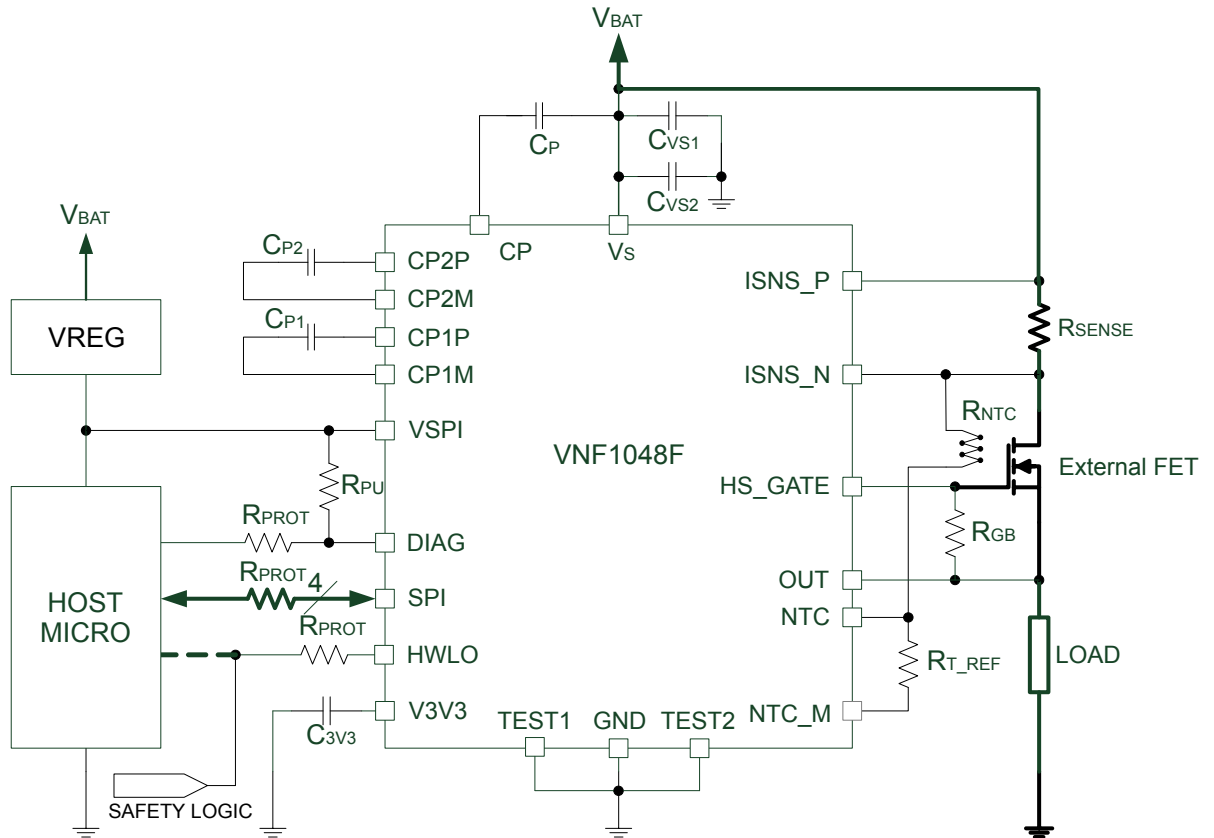 VBAT
CP
CVS1
CVS2
VBAT
CP
VS
CP2
CP2P
CP2M
ISNS_P
VREG
CP1
CP1P
CP1M
RSENSE
ISNS_N
RNTC
VSPI
VNF1048F
External FET
RPU
HS_GATE
RPROT
RGB
DIAG
OUT
RPROT
4
SPI
NTC
HOST
MICRO
RPROT
HWLO
RT_REF
LOAD
V3V3
C3V3
TEST1
GND
TEST2
NTC_M
SAFETY LOGIC